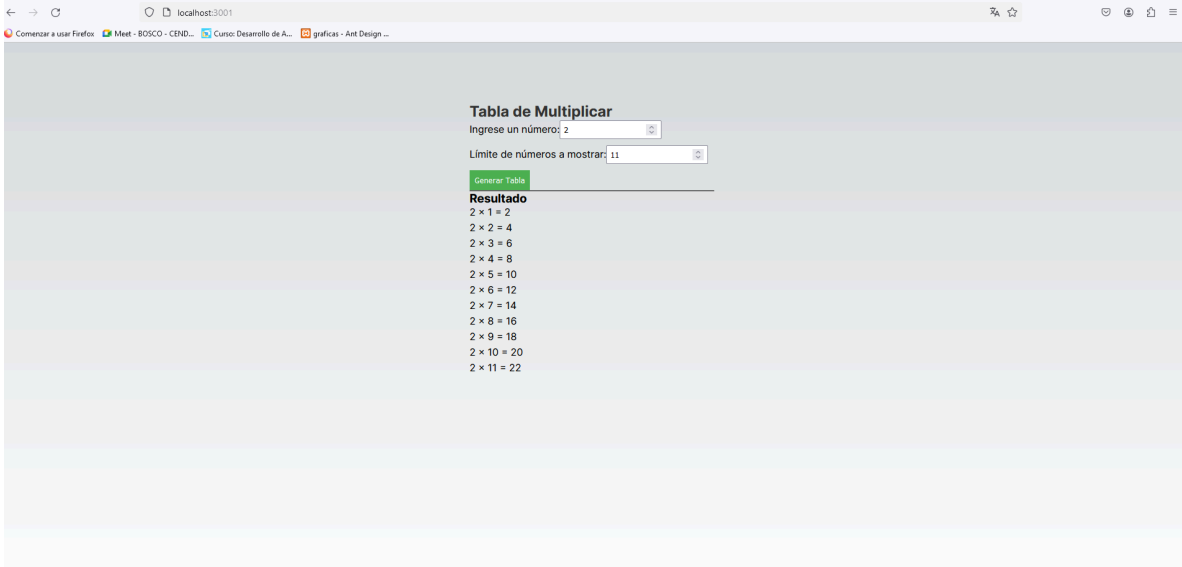 localhost:3001
Comenzar a usar Firefox Meet - BOSCO - CEND... Curso: Desarrollo de A... graficas - Ant Design ...
Tabla de Multiplicar
Ingrese un número: 2
Límite de números a mostrar: 11
Generar Tabla
Resultado
2 × 1 = 2
2 × 2 = 4
2 × 3 = 6
2 × 4 = 8
2 × 5 = 10
2 × 6 = 12
2 × 7 = 14
2 × 8 = 16
2 × 9 = 18
2 × 10 = 20
2 × 11 = 22